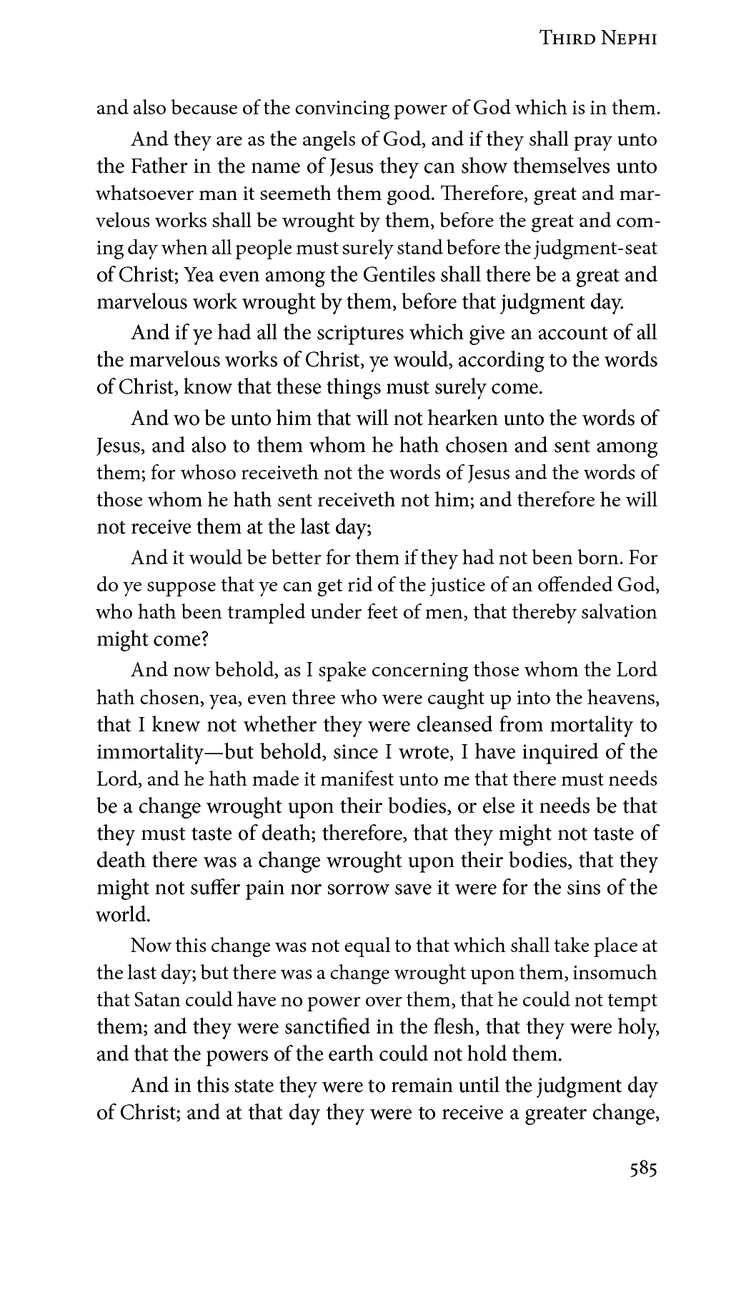 Third Nephi
and also because of the convincing power of God which is in them.
And they are as the angels of God, and if they shall pray unto
the Father in the name of Jesus they can show themselves unto
whatsoever man it seemeth them good. Therefore, great and mar-
velous works shall be wrought by them, before the great and com-
ing day when all people must surely stand before the judgment-seat
of Christ; Yea even among the Gentiles shall there be a great and
marvelous work wrought by them, before that judgment day.
And if ye had all the scriptures which give an account of all
the marvelous works of Christ, ye would, according to the words
of Christ, know that these things must surely come.
And wo be unto him that will not hearken unto the words of
Jesus, and also to them whom he hath chosen and sent among
them; for whoso receiveth not the words of Jesus and the words of
those whom he hath sent receiveth not him; and therefore he will
not receive them at the last day;
And it would be better for them if they had not been born. For
do ye suppose that ye can get rid of the justice of an offended God,
who hath been trampled under feet of men, that thereby salvation
might come?
And now behold, as I spake concerning those whom the Lord
hath chosen, yea, even three who were caught up into the heavens,
that I knew not whether they were cleansed from mortality to
immortality—but behold, since I wrote, I have inquired of the
Lord, and he hath made it manifest unto me that there must needs
be a change wrought upon their bodies, or else it needs be that
they must taste of death; therefore, that they might not taste of
death there was a change wrought upon their bodies, that they
might not suffer pain nor sorrow save it were for the sins of the
world.
Now this change was not equal to that which shall take place at
the last day; but there was a change wrought upon them, insomuch
that Satan could have no power over them, that he could not tempt
them; and they were sanctified in the flesh, that they were holy,
and that the powers of the earth could not hold them.
And in this state they were to remain until the judgment day
of Christ; and at that day they were to receive a greater change,
585